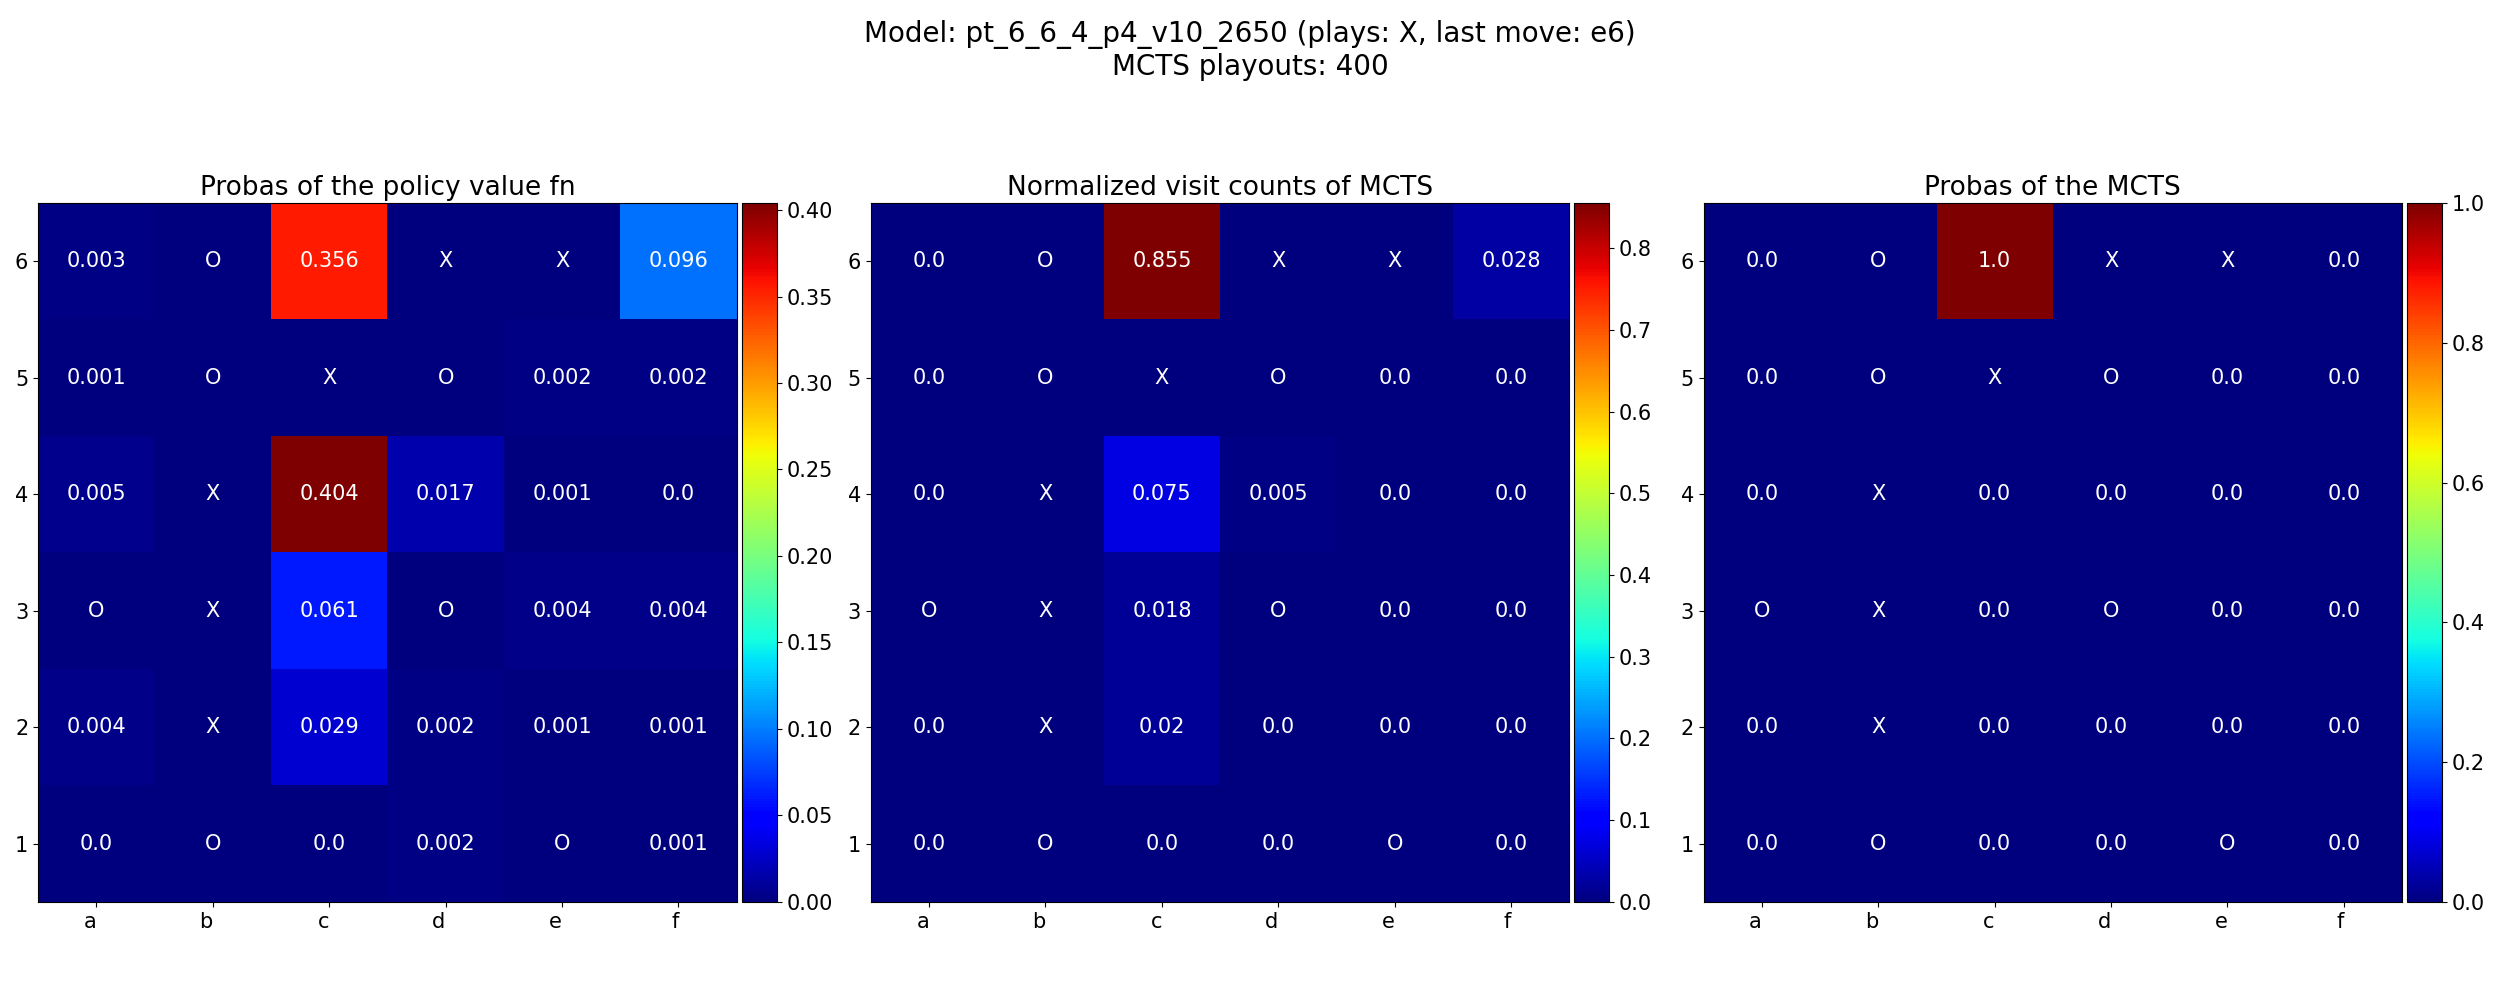 Model: pt_6_6_4_p4_v10_2650 (plays: X, last move: e6)
MCTS playouts: 400
Probas of the policy value fn
6 0.003 O 0.356 X X 0.096
5 0.001 O X O 0.002 0.002
4 0.005 X 0.404 0.017 0.001 0.0
3 O X 0.061 O 0.004 0.004
2 0.004 X 0.029 0.002 0.001 0.001
1 0.0 O 0.0 0.002 O 0.001
a b c d e f
0.40
0.35
0.30
0.25
0.20
0.15
0.10
0.05
0.00
Normalized visit counts of MCTS
6 0.0 O 0.855 X X 0.028
5 0.0 O X O 0.0 0.0
4 0.0 X 0.075 0.005 0.0 0.0
3 O X 0.018 O 0.0 0.0
2 0.0 X 0.02 0.0 0.0 0.0
1 0.0 O 0.0 0.0 O 0.0
a b c d e f
0.8
0.7
0.6
0.5
0.4
0.3
0.2
0.1
0.0
Probas of the MCTS
6 0.0 O 1.0 X X 0.0
5 0.0 O X O 0.0 0.0
4 0.0 X 0.0 0.0 0.0 0.0
3 O X 0.0 O 0.0 0.0
2 0.0 X 0.0 0.0 0.0 0.0
1 0.0 O 0.0 0.0 O 0.0
a b c d e f
1.0
0.8
0.6
0.4
0.2
0.0